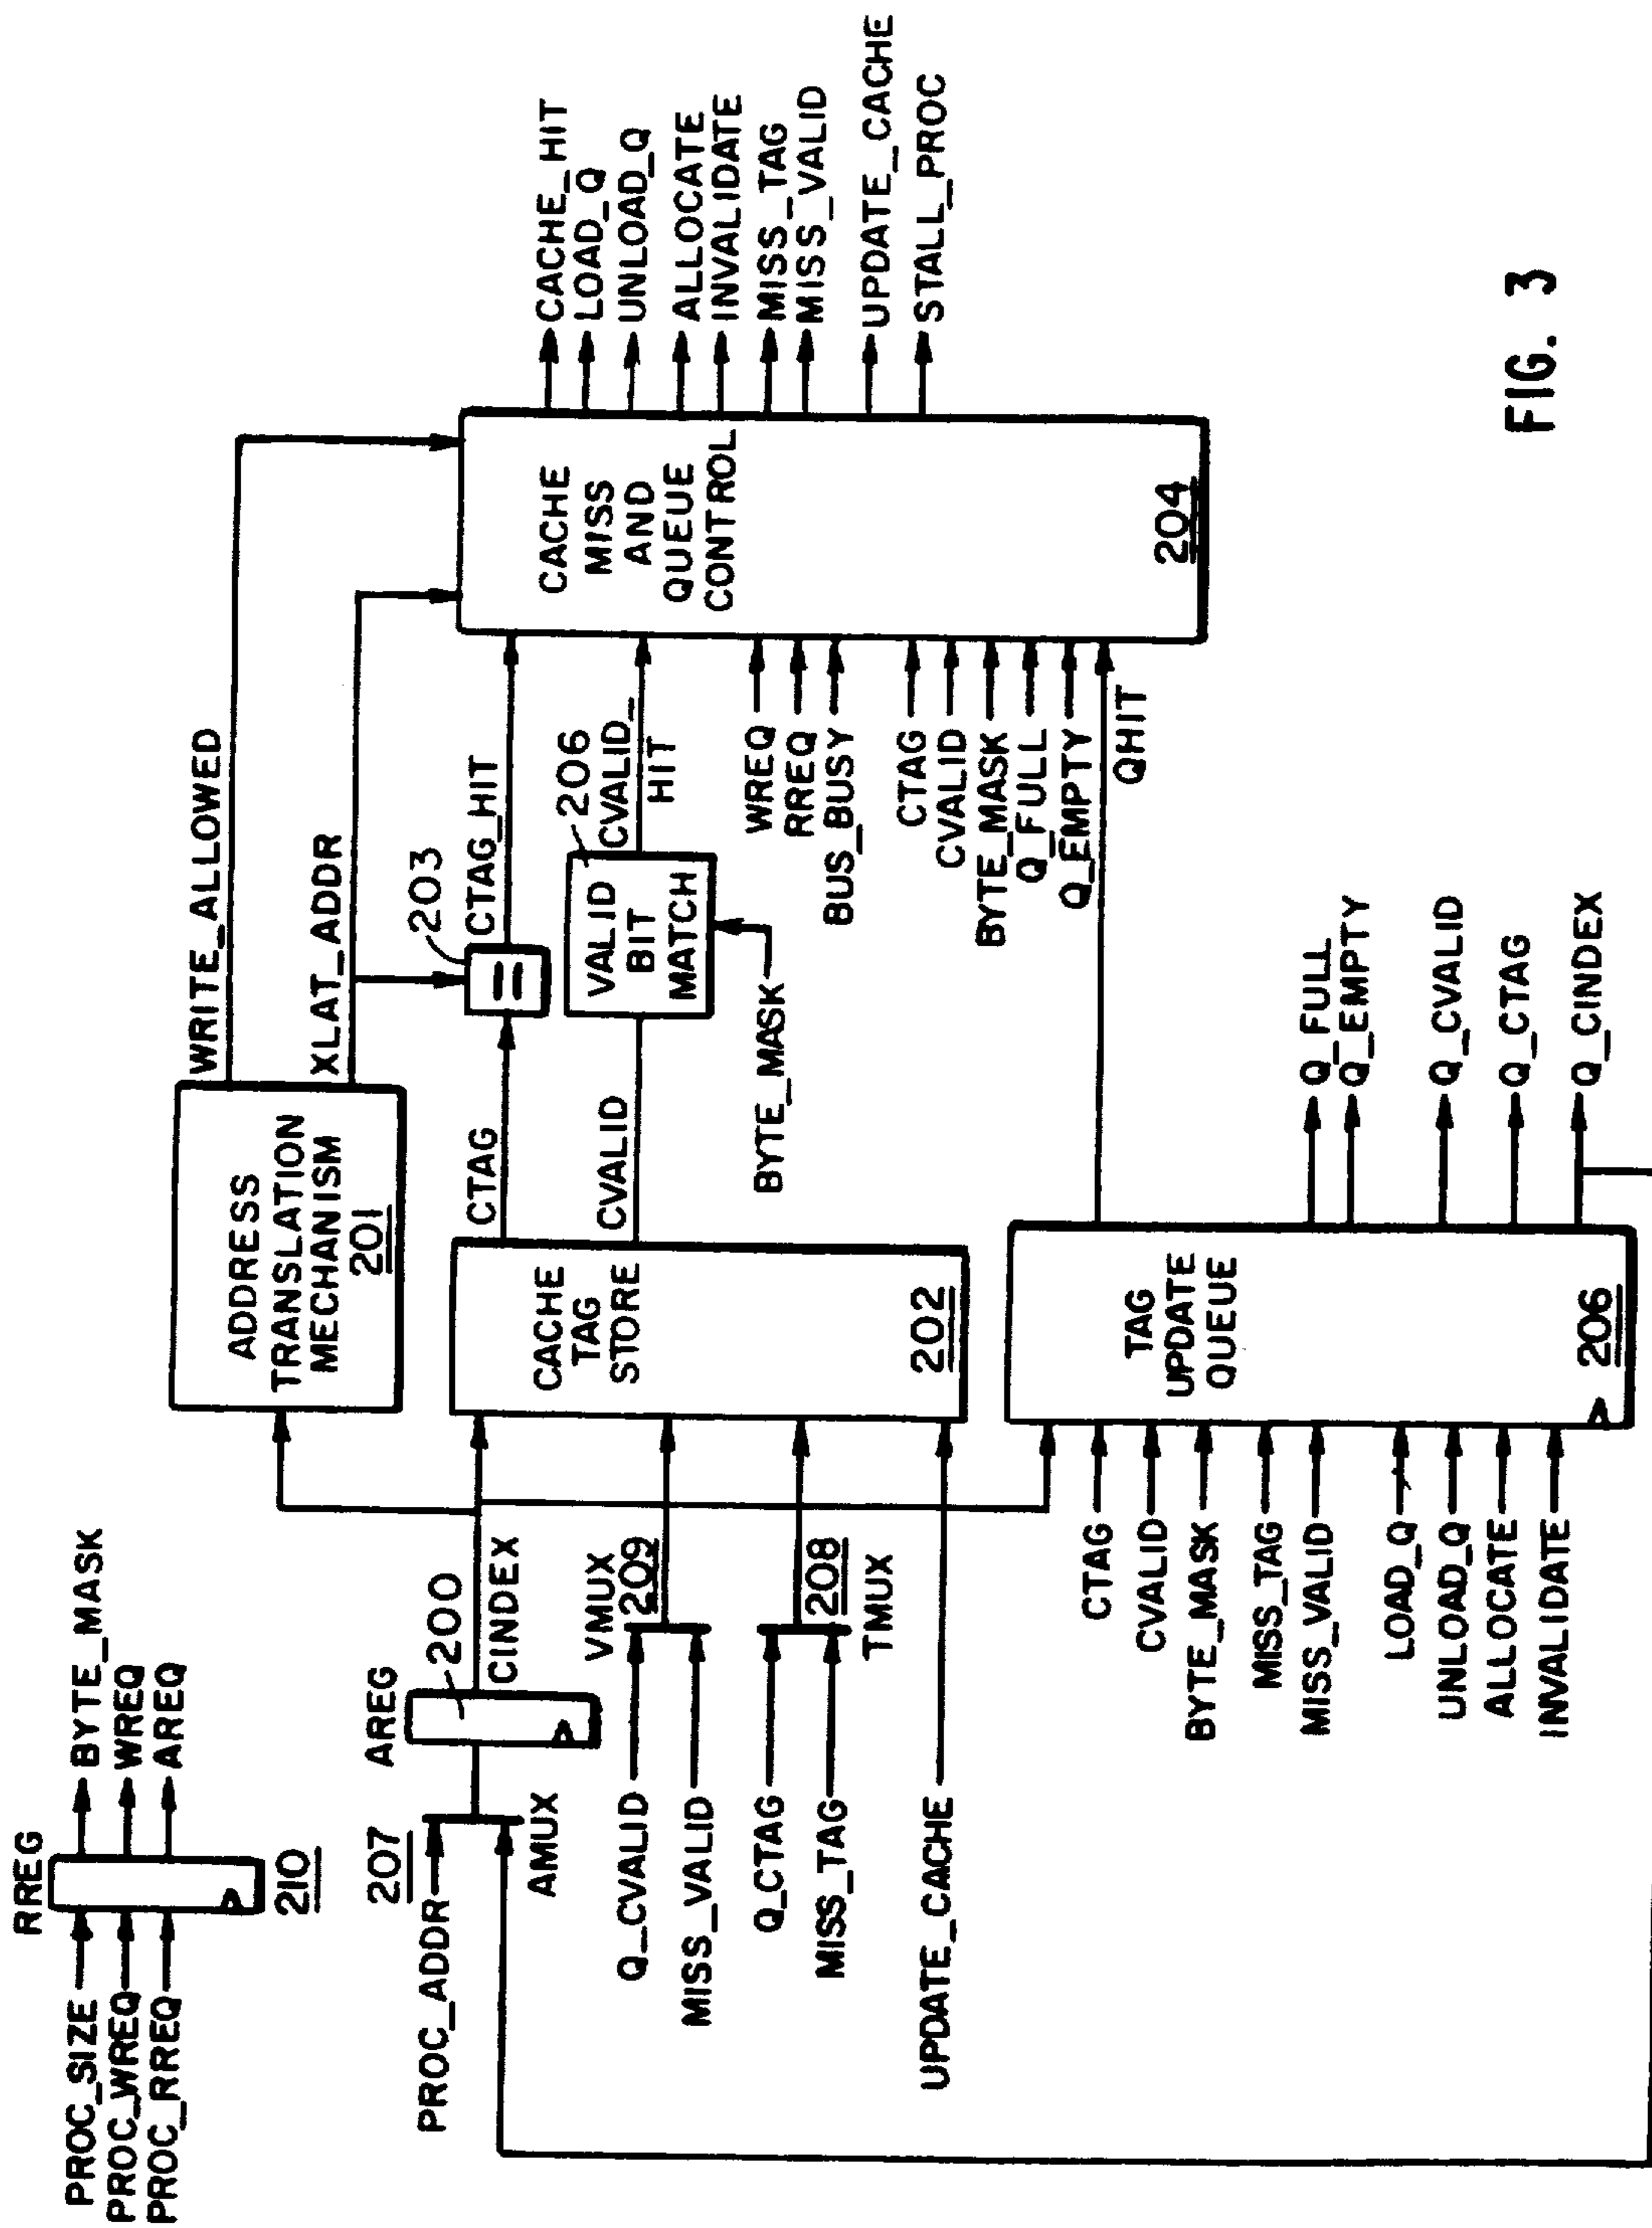 RREG
PROC_SIZE
PROC_WREQ
PROC_RREQ
BYTE_MASK
WREQ
AREQ
210
207
PROC_ADDR
AMUX
AREG
200
CINDEX
Q_CVALID
MISS_VALID
VMUX
209
Q_CTAG
MISS_TAG
208
TMUX
UPDATE_CACHE
ADDRESS
TRANSLATION
MECHANISM
201
WRITE_ALLOWED
XLAT_ADDR
CACHE
TAG
STORE
202
CTAG
CVALID
203
=
CTAG_HIT
VALID
BIT
MATCH
206
CVALID_
HIT
BYTE_MASK
WREQ
RREQ
BUS_BUSY
CTAG
CVALID
BYTE_MASK
Q_FULL
Q_EMPTY
QHIT
CACHE
MISS
AND
QUEUE
CONTROL
204
CACHE_HIT
LOAD_Q
UNLOAD_Q
ALLOCATE
INVALIDATE
MISS_TAG
MISS_VALID
UPDATE_CACHE
STALL_PROC
CTAG
CVALID
BYTE_MASK
MISS_TAG
MISS_VALID
LOAD_Q
UNLOAD_Q
ALLOCATE
INVALIDATE
TAG
UPDATE
QUEUE
206
Q_FULL
Q_EMPTY
Q_CVALID
Q_CTAG
Q_CINDEX
FIG. 3